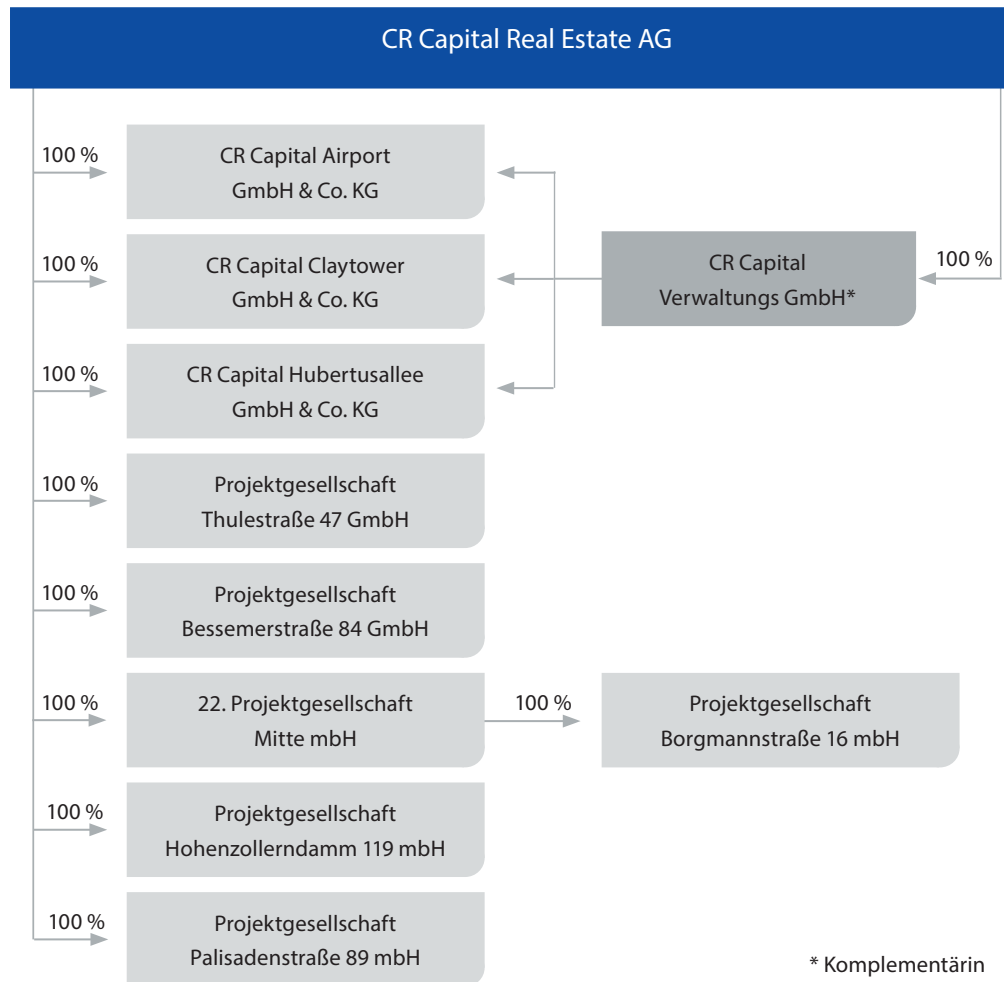 CR Capital Real Estate AG
100 %
CR Capital Airport
GmbH & Co. KG
100 %
CR Capital Claytower
GmbH & Co. KG
CR Capital
Verwaltungs GmbH*
100 %
100 %
CR Capital Hubertusallee
GmbH & Co. KG
100 %
Projektgesellschaft
Thulestraße 47 GmbH
100 %
Projektgesellschaft
Bessemerstraße 84 GmbH
100 %
22. Projektgesellschaft
Mitte mbH
100 %
Projektgesellschaft
Borgmannstraße 16 mbH
100 %
Projektgesellschaft
Hohenzollerndamm 119 mbH
100 %
Projektgesellschaft
Palisadenstraße 89 mbH
* Komplementärin